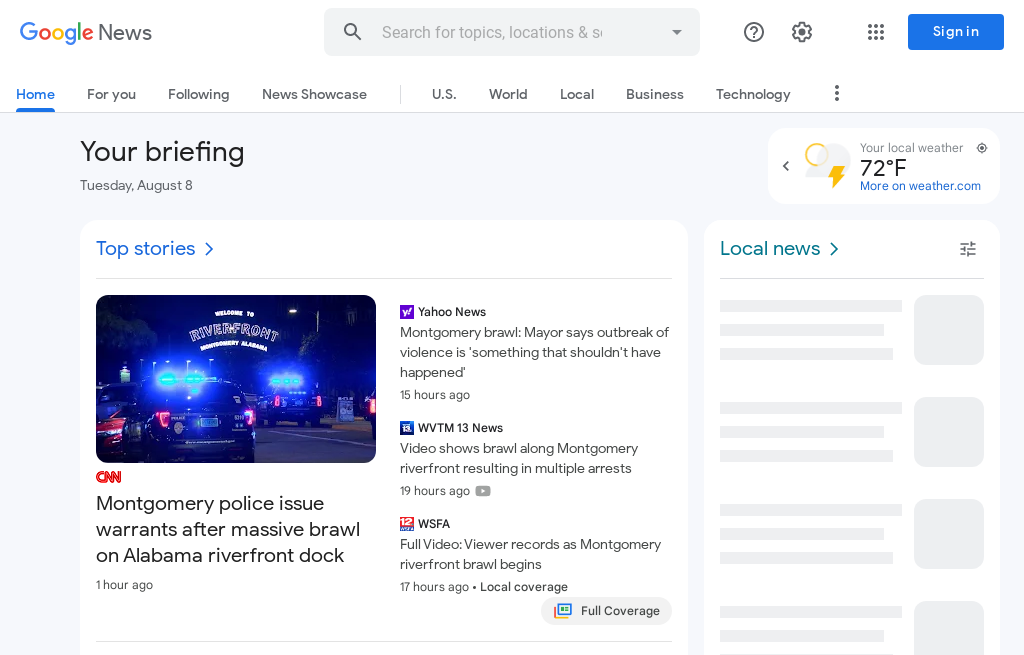 Google News
Search for topics, locations & s
Sign in
Home
For you
Following
News Showcase
U.S.
World
Local
Business
Technology
Your briefing
Tuesday, August 8
Your local weather
72°F
More on weather.com
Top stories
Local news
WELCOME TO
RIVERFRONT
MONTGOMERY ALABAMA
CNN
Montgomery police issue
warrants after massive brawl
on Alabama riverfront dock
1 hour ago
y!
Yahoo News
Montgomery brawl: Mayor says outbreak of
violence is 'something that shouldn't have
happened'
15 hours ago
13
WVTM 13 News
Video shows brawl along Montgomery
riverfront resulting in multiple arrests
19 hours ago
12
WSFA
Full Video: Viewer records as Montgomery
riverfront brawl begins
17 hours ago • Local coverage
Full Coverage